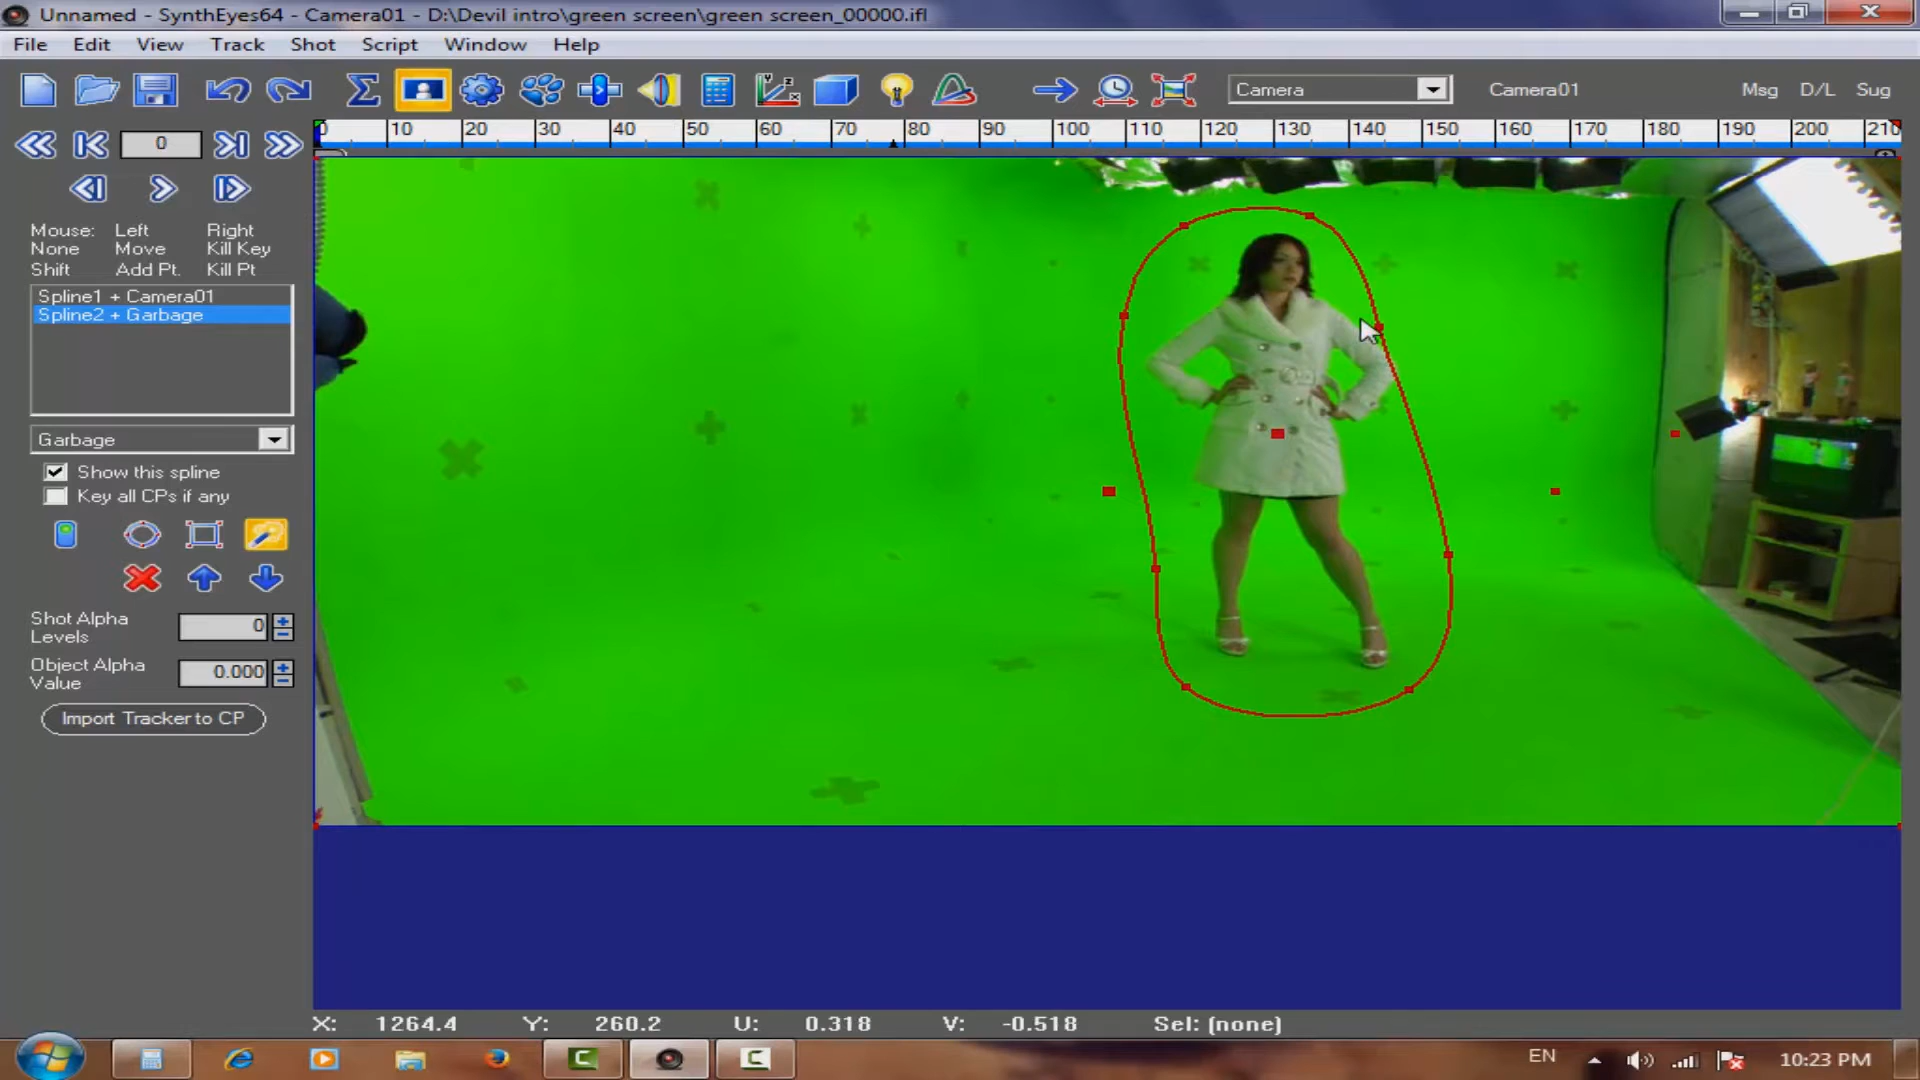 Unnamed - SynthEyes64 - Camera01 - D:\Devil intro\green screen\green screen_00000.ifl
File Edit View Track Shot Script Window Help
Camera Camera01 Msg D/L Sug
0 10 20 30 40 50 60 70 80 90 100 110 120 130 140 150 160 170 180 190 200 210
0
Mouse: Left Right
None Move Kill Key
Shift Add Pt. Kill Pt
Spline1 + Camera01
Spline2 + Garbage
Garbage
Show this spline
Key all CPs if any
Shot Alpha Levels 0
Object Alpha Value 0.000
Import Tracker to CP
X: 1264.4 Y: 260.2 U: 0.318 V: -0.518 Sel: (none)
EN 10:23 PM